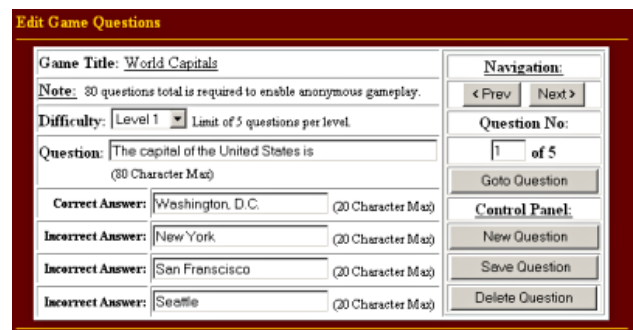 Edit Game Questions
Game Title: World Capitals
Note: 80 questions total is required to enable anonymous gameplay.
Difficulty: Level 1 Limit of 5 questions per level.
Question: The capital of the United States is
(80 Character Max)
Correct Answer: Washington, D.C. (20 Character Max)
Incorrect Answer: New York (20 Character Max)
Incorrect Answer: San Franscisco (20 Character Max)
Incorrect Answer: Seattle (20 Character Max)
Navigation:
< Prev Next >
Question No:
1 of 5
Goto Question
Control Panel:
New Question
Save Question
Delete Question